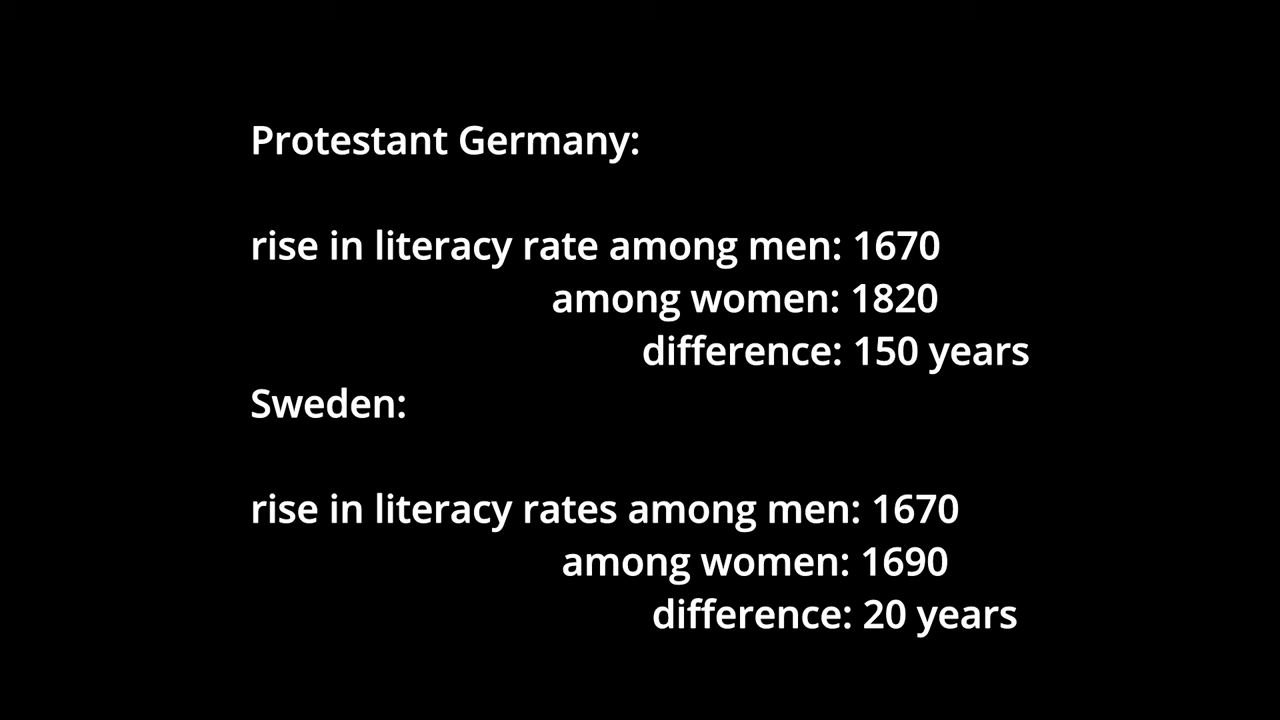 Protestant Germany:
rise in literacy rate among men: 1670
among women: 1820
difference: 150 years
Sweden:
rise in literacy rates among men: 1670
among women: 1690
difference: 20 years